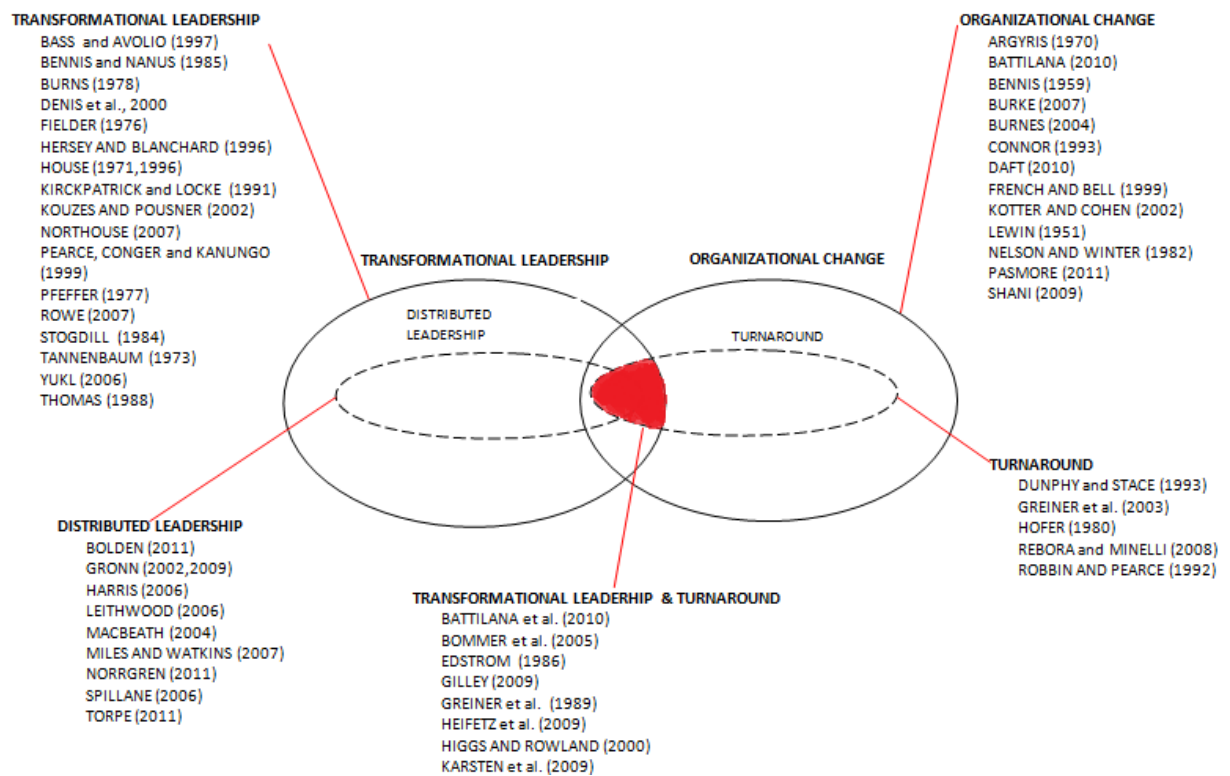 TRANSFORMATIONAL LEADERSHIP
BASS and AVOLIO (1997)
BENNIS and NANUS (1985)
BURNS (1978)
DENIS et al., 2000
FIELDER (1976)
HERSEY AND BLANCHARD (1996)
HOUSE (1971,1996)
KIRCKPATRICK and LOCKE (1991)
KOUZES AND POUSNER (2002)
NORTHOUSE (2007)
PEARCE, CONGER and KANUNGO
(1999)
PFEFFER (1977)
ROWE (2007)
STOGDILL (1984)
TANNENBAUM (1973)
YUKL (2006)
THOMAS (1988)
ORGANIZATIONAL CHANGE
ARGYRIS (1970)
BATTILANA (2010)
BENNIS (1959)
BURKE (2007)
BURNES (2004)
CONNOR (1993)
DAFT (2010)
FRENCH AND BELL (1999)
KOTTER AND COHEN (2002)
LEWIN (1951)
NELSON AND WINTER (1982)
PASMORE (2011)
SHANI (2009)
TRANSFORMATIONAL LEADERSHIP
ORGANIZATIONAL CHANGE
DISTRIBUTED
LEADERSHIP
TURNAROUND
DISTRIBUTED LEADERSHIP
BOLDEN (2011)
GRONN (2002,2009)
HARRIS (2006)
LEITHWOOD (2006)
MACBEATH (2004)
MILES AND WATKINS (2007)
NORRGREN (2011)
SPILLANE (2006)
TORPE (2011)
TRANSFORMATIONAL LEADERHIP & TURNAROUND
BATTILANA et al. (2010)
BOMMER et al. (2005)
EDSTROM (1986)
GILLEY (2009)
GREINER et al. (1989)
HEIFETZ et al. (2009)
HIGGS AND ROWLAND (2000)
KARSTEN et al. (2009)
TURNAROUND
DUNPHY and STACE (1993)
GREINER et al. (2003)
HOFER (1980)
REBORA and MINELLI (2008)
ROBBIN AND PEARCE (1992)